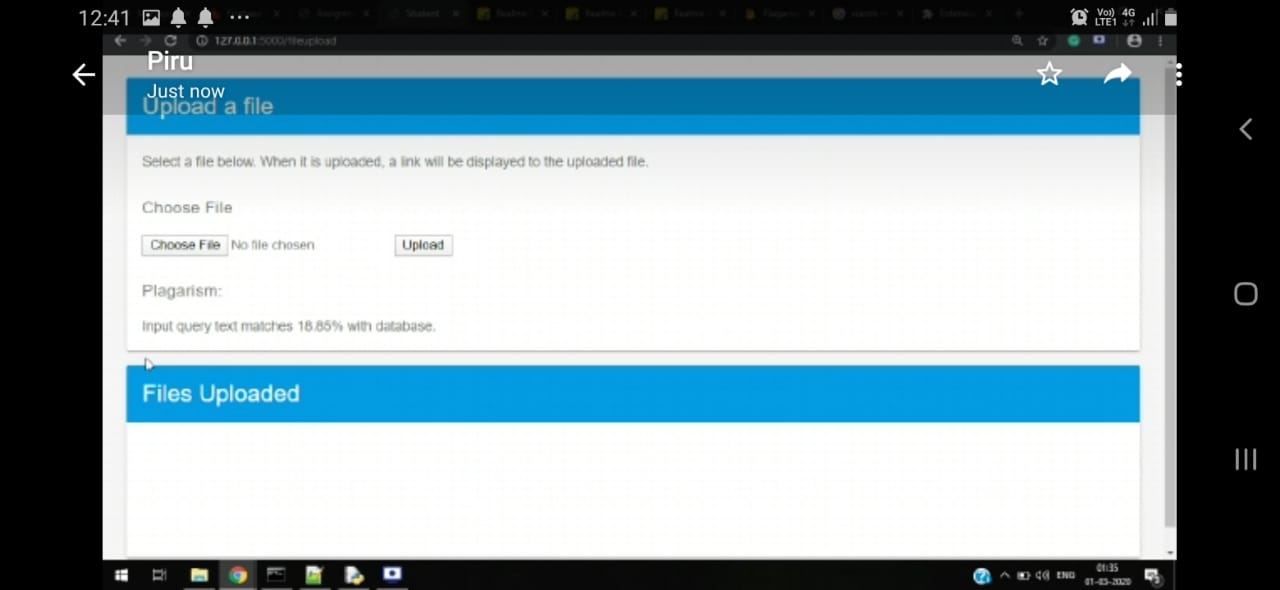 12:41
Vo)) 4G
LTE1
Student
127.0.0.1:5000/fileupload
Piru
Just now
Upload a file
Select a file below. When it is uploaded, a link will be displayed to the uploaded file.
Choose File
Choose File No file chosen Upload
Plagarism:
Input query text matches 18.85% with database.
Files Uploaded
ENG
01:35
01-03-2020